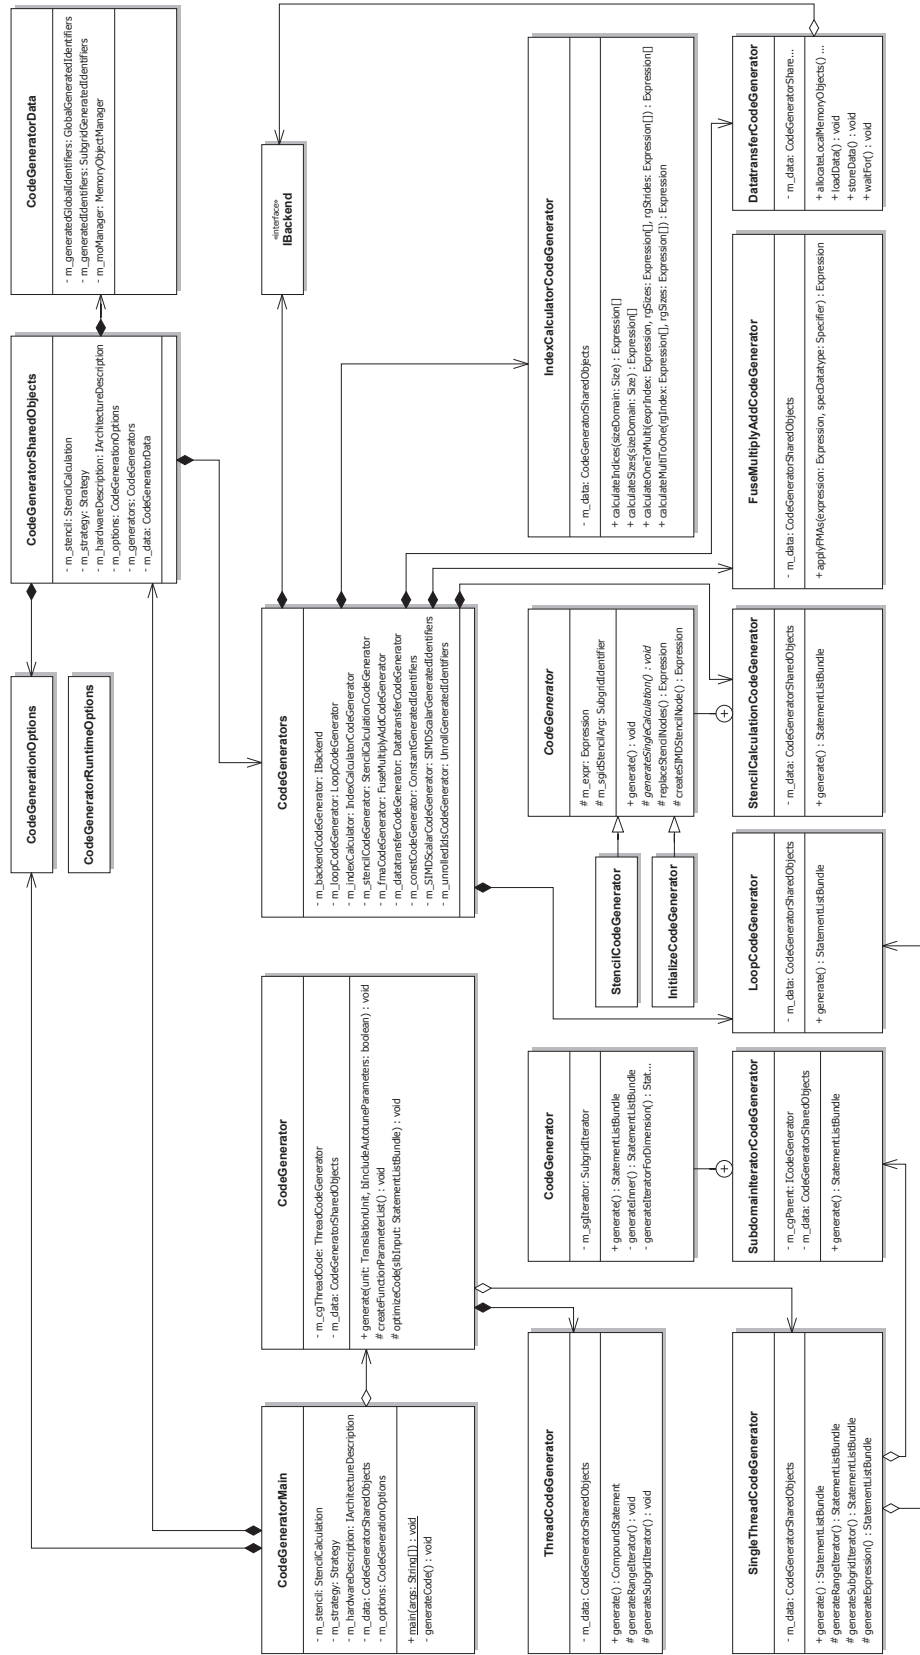 CodeGeneratorMain
- m_stencil: StencilCalculation
- m_strategy: Strategy
- m_hardwareDescription: IArchitectureDescription
- m_data: CodeGeneratorSharedObjects
- m_options: CodeGenerationOptions
+ main(args: String[]) : void
- generateCode() : void
CodeGenerationOptions
CodeGeneratorRuntimeOptions
CodeGeneratorSharedObjects
- m_stencil: StencilCalculation
- m_strategy: Strategy
- m_hardwareDescription: IArchitectureDescription
- m_options: CodeGenerationOptions
- m_generators: CodeGenerators
- m_data: CodeGeneratorData
CodeGeneratorData
- m_generatedGlobalIdentifiers: GlobalGeneratedIdentifiers
- m_generatedIdentifiers: SubgridGeneratedIdentifiers
- m_moManager: MemoryObjectManager
CodeGenerator
- m_cgThreadCode: ThreadCodeGenerator
- m_data: CodeGeneratorSharedObjects
+ generate(unit: TranslationUnit, bIncludeAutotuneParameters: boolean) : void
# createFunctionParameterList() : void
# optimizeCode(slbInput: StatementListBundle) : void
CodeGenerators
- m_backendCodeGenerator: IBackend
- m_loopCodeGenerator: LoopCodeGenerator
- m_indexCalculator: IndexCalculatorCodeGenerator
- m_stencilCodeGenerator: StencilCalculationCodeGenerator
- m_fmaCodeGenerator: FuseMultiplyAddCodeGenerator
- m_datatransferCodeGenerator: DatatransferCodeGenerator
- m_constCodeGenerator: ConstantGeneratedIdentifiers
- m_SIMDScalarCodeGenerator: SIMDScalarGeneratedIdentifiers
- m_unrolledIdsCodeGenerator: UnrollGeneratedIdentifiers
«interface»
IBackend
ThreadCodeGenerator
- m_data: CodeGeneratorSharedObjects
+ generate() : CompoundStatement
# generateRangeIterator() : void
# generateSubgridIterator() : void
CodeGenerator
- m_sgIterator: SubgridIterator
+ generate() : StatementListBundle
- generateInner() : StatementListBundle
- generateIteratorForDimension() : Stat...
StencilCodeGenerator
InitializeCodeGenerator
CodeGenerator
# m_expr: Expression
# m_sgidStencilArg: SubgridIdentifier
+ generate() : void
# generateSingleCalculation() : void
# replaceStencilNodes() : Expression
# createSIMDStencilNode() : Expression
IndexCalculatorCodeGenerator
- m_data: CodeGeneratorSharedObjects
+ calculateIndices(sizeDomain: Size) : Expression[]
+ calculateSizes(sizeDomain: Size) : Expression[]
+ calculateOneToMulti(exprIndex: Expression, rgSizes: Expression[], rgStrides: Expression[]) : Expression[]
+ calculateMultiToOne(rgIndex: Expression[], rgSizes: Expression[]) : Expression
SingleThreadCodeGenerator
- m_data: CodeGeneratorSharedObjects
+ generate() : StatementListBundle
# generateRangeIterator() : StatementListBundle
# generateSubgridIterator() : StatementListBundle
# generateExpression() : StatementListBundle
SubdomainIteratorCodeGenerator
- m_cgParent: ICodeGenerator
- m_data: CodeGeneratorSharedObjects
+ generate() : StatementListBundle
LoopCodeGenerator
- m_data: CodeGeneratorSharedObjects
+ generate() : StatementListBundle
StencilCalculationCodeGenerator
- m_data: CodeGeneratorSharedObjects
+ generate() : StatementListBundle
FuseMultiplyAddCodeGenerator
- m_data: CodeGeneratorSharedObjects
+ applyFMAs(expression: Expression, specDatatype: Specifier) : Expression
DatatransferCodeGenerator
- m_data: CodeGeneratorShare...
+ allocateLocalMemoryObjects() ...
+ loadData() : void
+ storeData() : void
+ waitFor() : void